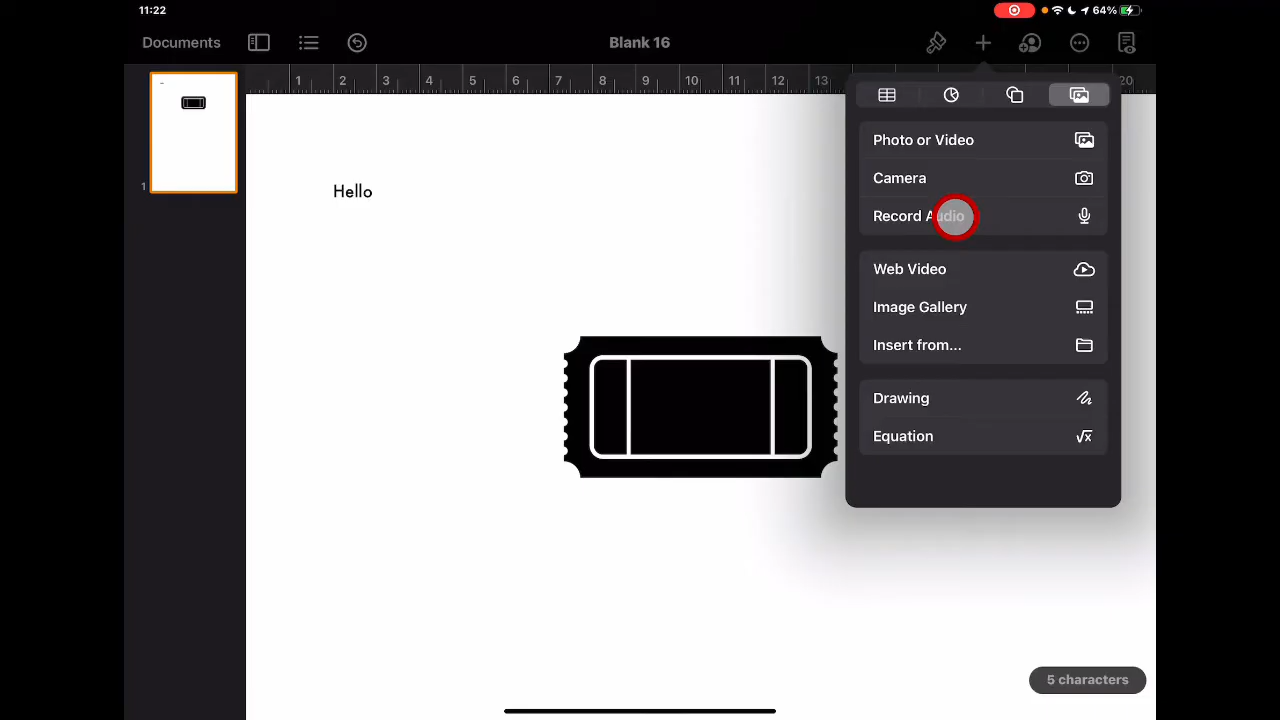 11:22
64%
Documents
Blank 16
1 2 3 4 5 6 7 8 9 10 11 12 13 20
1
Hello
Photo or Video
Camera
Record Audio
Web Video
Image Gallery
Insert from...
Drawing
Equation
√x
5 characters